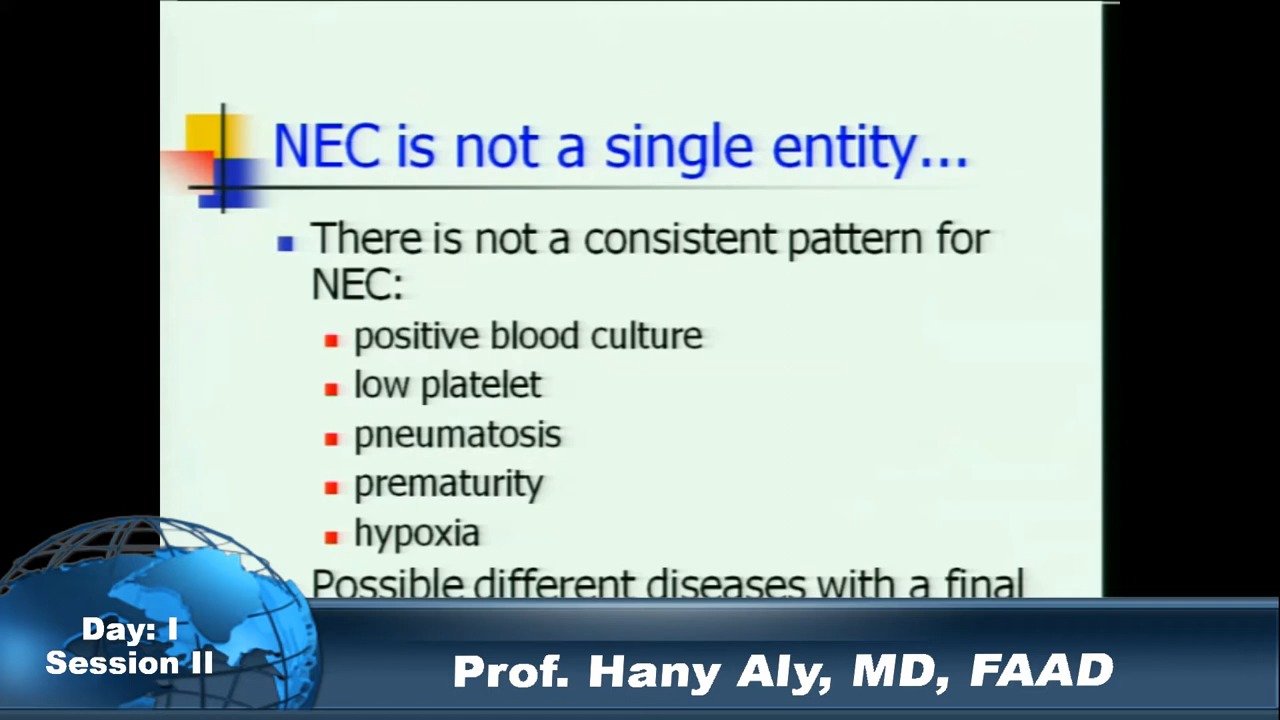 NEC is not a single entity...
There is not a consistent pattern for
NEC:
positive blood culture
low platelet
pneumatosis
prematurity
hypoxia
Possible different diseases with a final
Day: I
Session II
Prof. Hany Aly, MD, FAAD